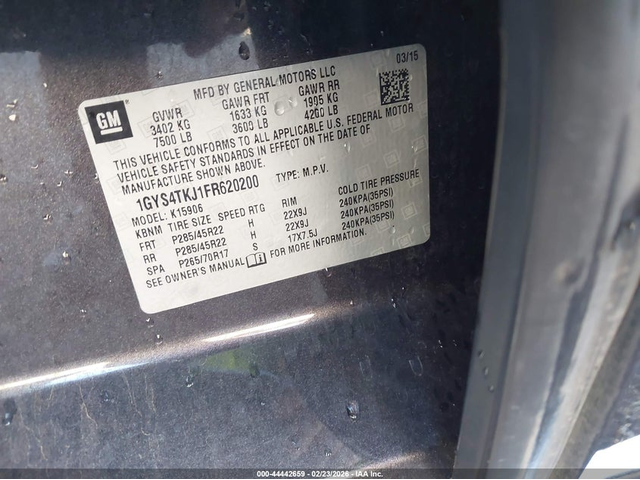 GM
MFD BY GENERAL MOTORS LLC
03/15
GVWR GAWR FRT GAWR RR
3402 KG 1633 KG 1905 KG
7500 LB 3600 LB 4200 LB
THIS VEHICLE CONFORMS TO ALL APPLICABLE U.S. FEDERAL MOTOR
VEHICLE SAFETY STANDARDS IN EFFECT ON THE DATE OF
MANUFACTURE SHOWN ABOVE.
1GYS4TKJ1FR620200 TYPE: M.P.V.
MODEL: K15906
KBNM TIRE SIZE SPEED RTG RIM COLD TIRE PRESSURE
FRT P285/45R22 H 22X9J 240KPA(35PSI)
RR P285/45R22 H 22X9J 240KPA(35PSI)
SPA P265/70R17 S 17X7.5J 240KPA(35PSI)
SEE OWNER'S MANUAL FOR MORE INFORMATION.
000-44442659 - 02/23/2026 - IAA Inc.